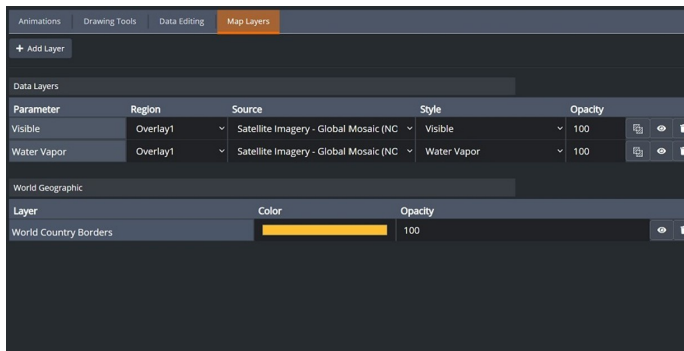 Animations Drawing Tools Data Editing Map Layers
+ Add Layer
Data Layers
Parameter Region Source Style Opacity
Visible Overlay1 Satellite Imagery - Global Mosaic (NC Visible 100
Water Vapor Overlay1 Satellite Imagery - Global Mosaic (NC Water Vapor 100
World Geographic
Layer Color Opacity
World Country Borders 100